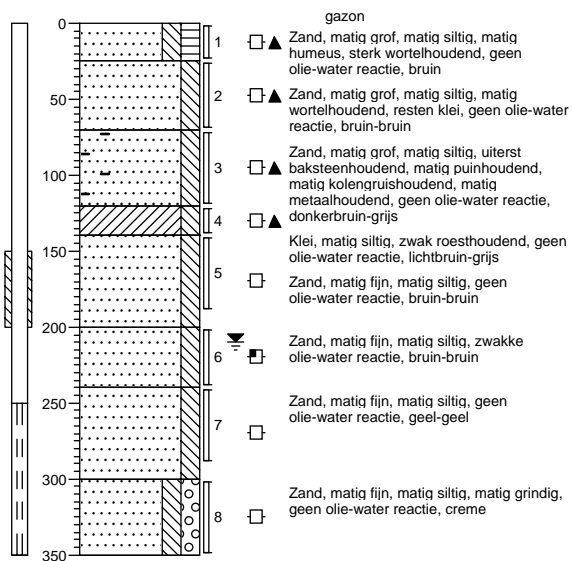 gazon
0
1
Zand, matig grof, matig siltig, matig
humeus, sterk wortelhoudend, geen
olie-water reactie, bruin
50
2
Zand, matig grof, matig siltig, matig
wortelhoudend, resten klei, geen olie-water
reactie, bruin-bruin
100
3
Zand, matig grof, matig siltig, uiterst
baksteenhoudend, matig puinhoudend,
matig kolengruishoudend, matig
metaalhoudend, geen olie-water reactie,
donkerbruin-grijs
4
150
Klei, matig siltig, zwak roesthoudend, geen
olie-water reactie, lichtbruin-grijs
5
Zand, matig fijn, matig siltig, geen
olie-water reactie, bruin-bruin
200
6
Zand, matig fijn, matig siltig, zwakke
olie-water reactie, bruin-bruin
250
7
Zand, matig fijn, matig siltig, geen
olie-water reactie, geel-geel
300
8
Zand, matig fijn, matig siltig, matig grindig,
geen olie-water reactie, creme
350